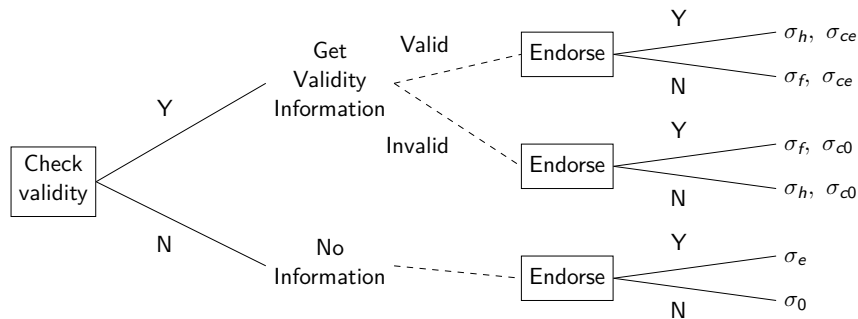 Y
Get
Validity
Information
Valid
Endorse
σh, σce
N
σf, σce
Y
Invalid
Y
Endorse
σf, σc0
N
σh, σc0
Check
validity
N
No
Information
Y
Endorse
σe
N
σ0